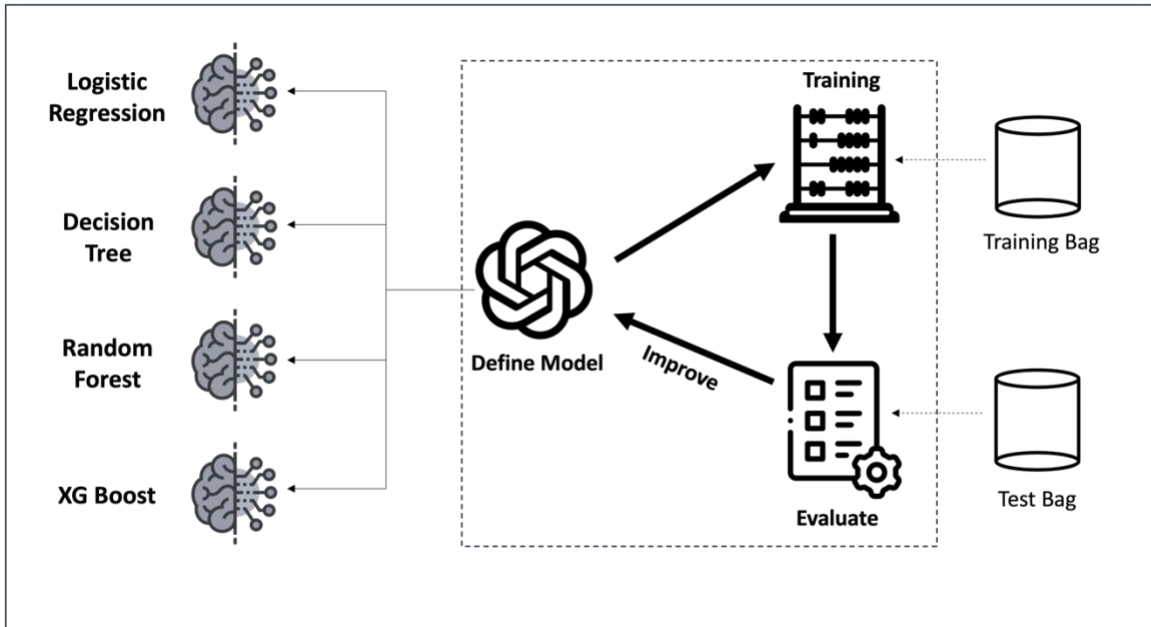 Logistic
Regression
Decision
Tree
Random
Forest
XG Boost
Define Model
Training
Improve
Evaluate
Training Bag
Test Bag